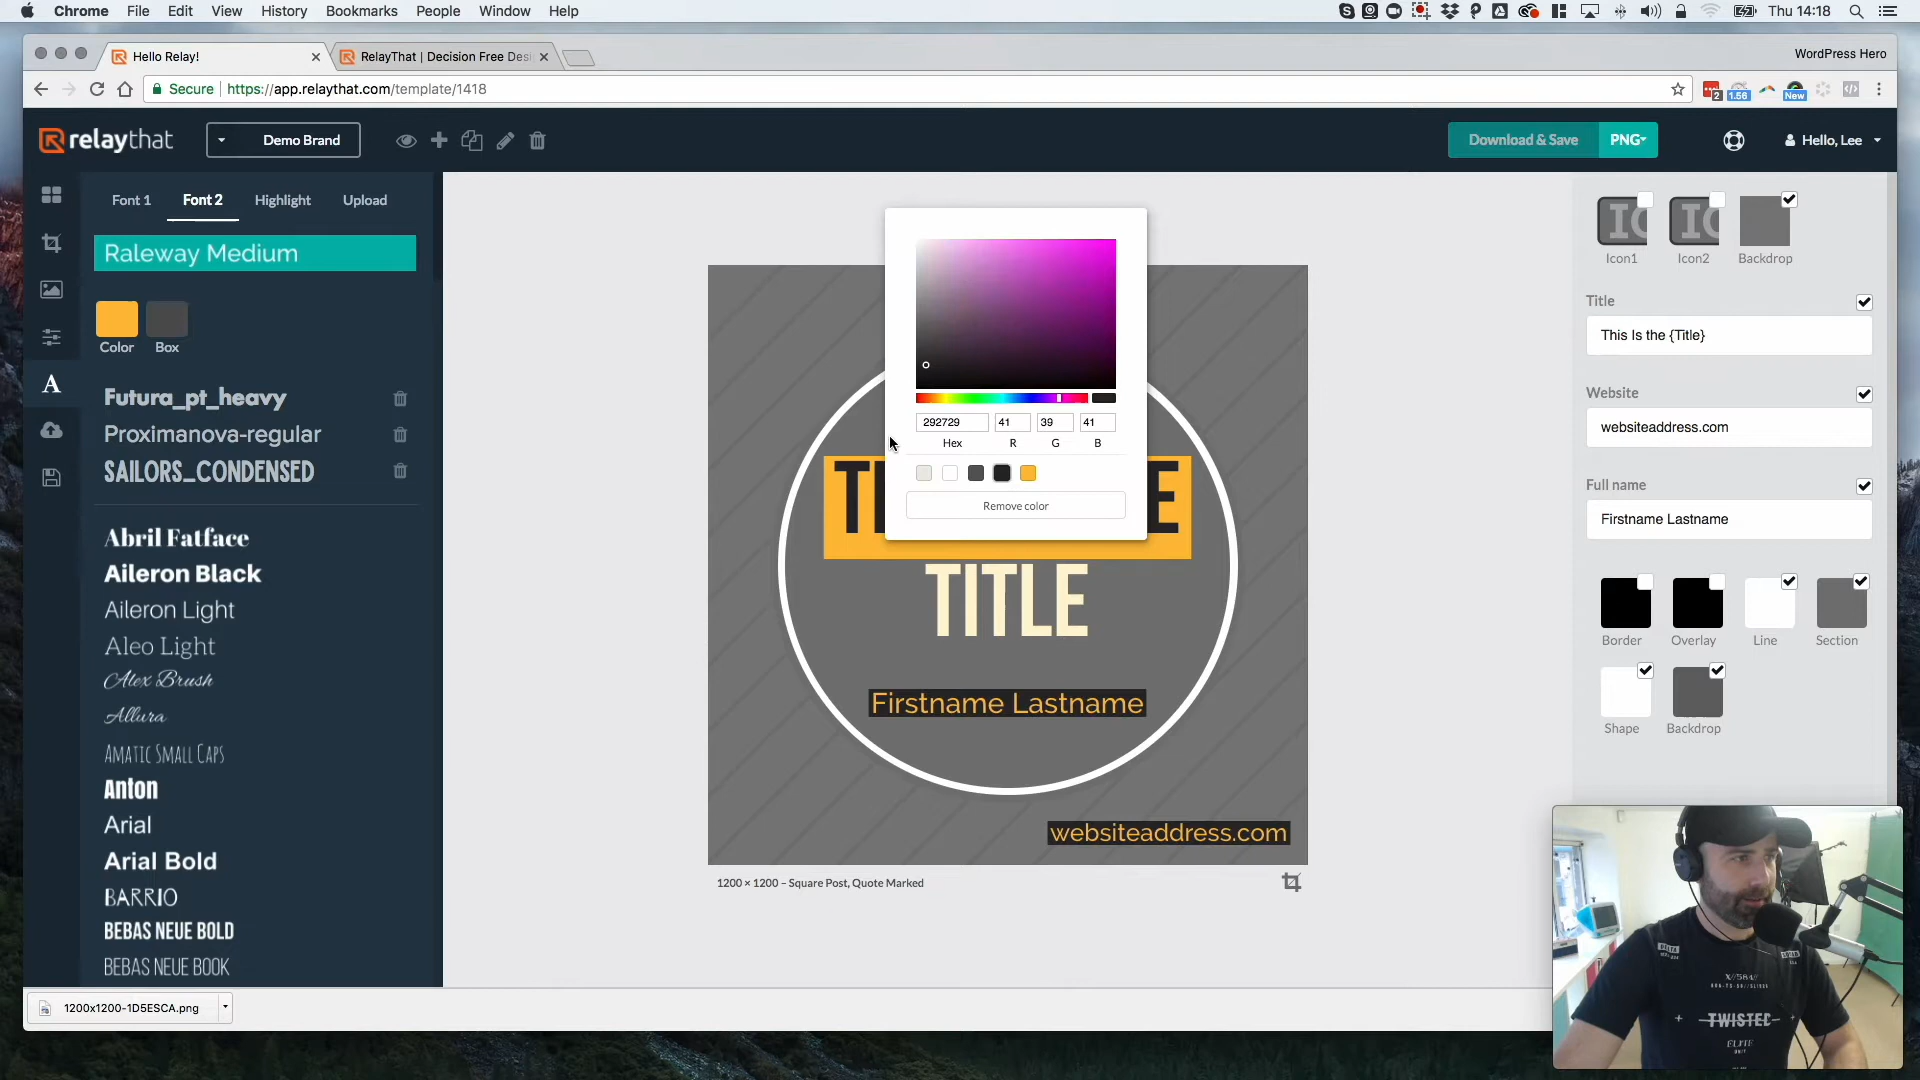 Chrome File Edit View History Bookmarks People Window Help Thu 14:18
Hello Relay! RelayThat | Decision Free Des WordPress Hero
Secure https://app.relaythat.com/template/1418 2 1.56 New
relaythat Demo Brand Download & Save PNG Hello, Lee
Font 1 Font 2 Highlight Upload
Raleway Medium
Color Box
Futura_pt_heavy
Proximanova-regular
SAILORS_CONDENSED
Abril Fatface
Aileron Black
Aileron Light
Aleo Light
Alex Brush
Allura
Amatic Small Caps
Anton
Arial
Arial Bold
BARRIO
BEBAS NEUE BOLD
BEBAS NEUE BOOK
292729 41 39 41
Hex R G B
Remove color
TITLE
Firstname Lastname
websiteaddress.com
1200 × 1200 – Square Post, Quote Marked
Icon1 Icon2 Backdrop
Title
This Is the {Title}
Website
websiteaddress.com
Full name
Firstname Lastname
Border Overlay Line Section
Shape Backdrop
1200x1200-1D5ESCA.png
TWISTED